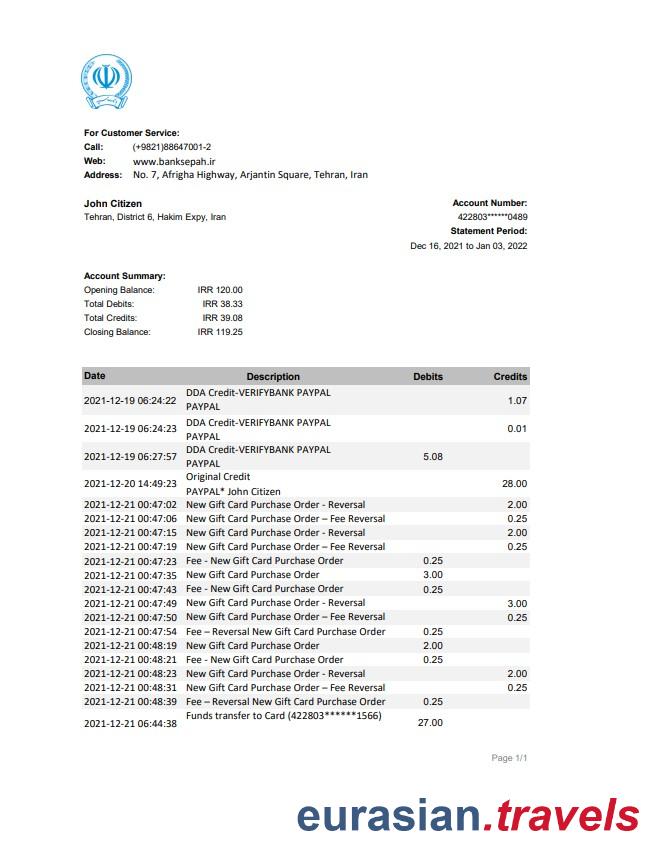 For Customer Service:
Call: (+9821)88647001-2
Web: www.banksepah.ir
Address: No. 7, Afrigha Highway, Arjantin Square, Tehran, Iran
John Citizen
Tehran, District 6, Hakim Expy, Iran
Account Number:
422803******0489
Statement Period:
Dec 16, 2021 to Jan 03, 2022
Account Summary:
Opening Balance: IRR 120.00
Total Debits: IRR 38.33
Total Credits: IRR 39.08
Closing Balance: IRR 119.25
Date Description Debits Credits
2021-12-19 06:24:22 DDA Credit-VERIFYBANK PAYPAL 1.07
PAYPAL
2021-12-19 06:24:23 DDA Credit-VERIFYBANK PAYPAL 0.01
PAYPAL
2021-12-19 06:27:57 DDA Credit-VERIFYBANK PAYPAL 5.08
PAYPAL
2021-12-20 14:49:23 Original Credit 28.00
PAYPAL* John Citizen
2021-12-21 00:47:02 New Gift Card Purchase Order - Reversal 2.00
2021-12-21 00:47:06 New Gift Card Purchase Order – Fee Reversal 0.25
2021-12-21 00:47:15 New Gift Card Purchase Order - Reversal 2.00
2021-12-21 00:47:19 New Gift Card Purchase Order – Fee Reversal 0.25
2021-12-21 00:47:23 Fee - New Gift Card Purchase Order 0.25
2021-12-21 00:47:35 New Gift Card Purchase Order 3.00
2021-12-21 00:47:43 Fee - New Gift Card Purchase Order 0.25
2021-12-21 00:47:49 New Gift Card Purchase Order - Reversal 3.00
2021-12-21 00:47:50 New Gift Card Purchase Order – Fee Reversal 0.25
2021-12-21 00:47:54 Fee – Reversal New Gift Card Purchase Order 0.25
2021-12-21 00:48:19 New Gift Card Purchase Order 2.00
2021-12-21 00:48:21 Fee - New Gift Card Purchase Order 0.25
2021-12-21 00:48:23 New Gift Card Purchase Order - Reversal 2.00
2021-12-21 00:48:31 New Gift Card Purchase Order – Fee Reversal 0.25
2021-12-21 00:48:39 Fee – Reversal New Gift Card Purchase Order 0.25
2021-12-21 06:44:38 Funds transfer to Card (422803******1566) 27.00
Page 1/1
eurasian.travels